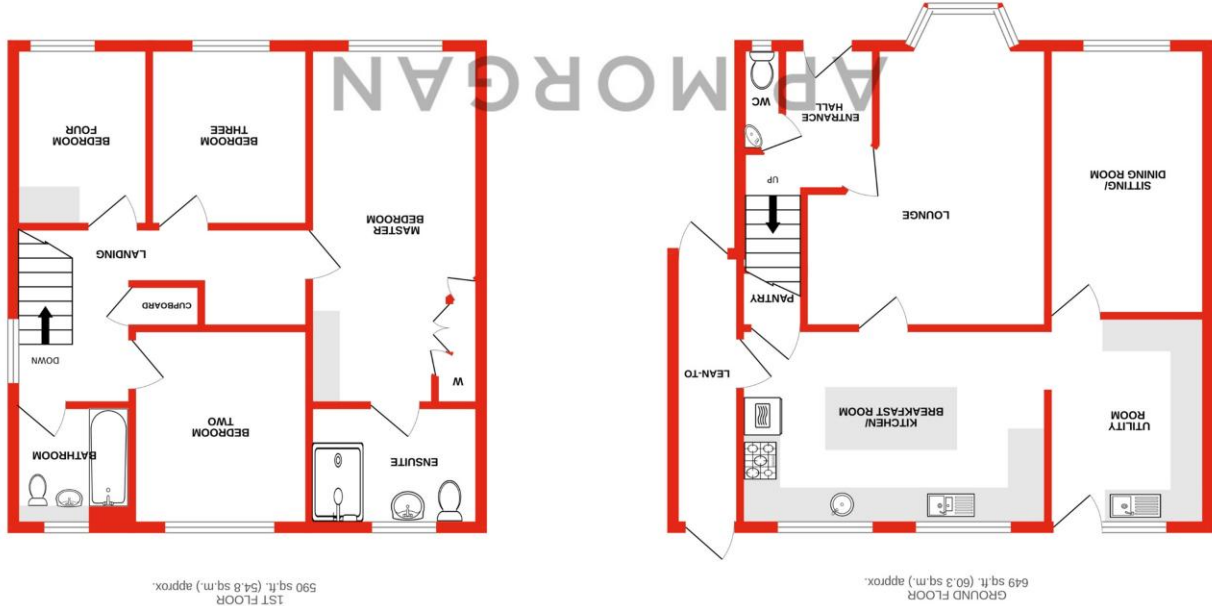 GROUND FLOOR
649 sq.ft. (60.3 sq.m.) approx.
UTILITY
ROOM
KITCHEN/
BREAKFAST ROOM
LEAN-TO
PANTRY
SITTING/
DINING ROOM
LOUNGE
UP
ENTRANCE
HALL
WC
1ST FLOOR
590 sq.ft. (54.8 sq.m.) approx.
ENSUITE
BATHROOM
BEDROOM
TWO
W
DOWN
CUPBOARD
LANDING
MASTER
BEDROOM
BEDROOM
THREE
BEDROOM
FOUR
AP MORGAN